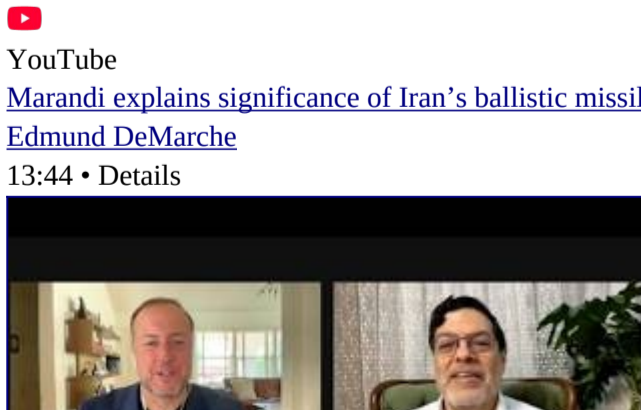 YouTube
Marandi explains significance of Iran’s ballistic
Edmund DeMarche
13:44 • Details